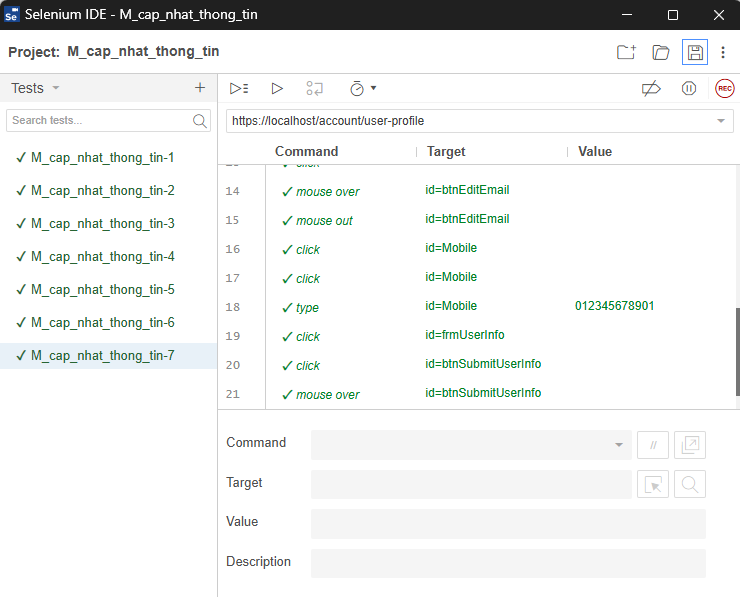 Se Selenium IDE - M_cap_nhat_thong_tin
Project: M_cap_nhat_thong_tin
Tests
REC
Search tests...
https://localhost/account/user-profile
Command Target Value
M_cap_nhat_thong_tin-1
M_cap_nhat_thong_tin-2
M_cap_nhat_thong_tin-3
M_cap_nhat_thong_tin-4
M_cap_nhat_thong_tin-5
M_cap_nhat_thong_tin-6
M_cap_nhat_thong_tin-7
14 mouse over id=btnEditEmail
15 mouse out id=btnEditEmail
16 click id=Mobile
17 click id=Mobile
18 type id=Mobile 012345678901
19 click id=frmUserInfo
20 click id=btnSubmitUserInfo
21 mouse over id=btnSubmitUserInfo
Command //
Target
Value
Description